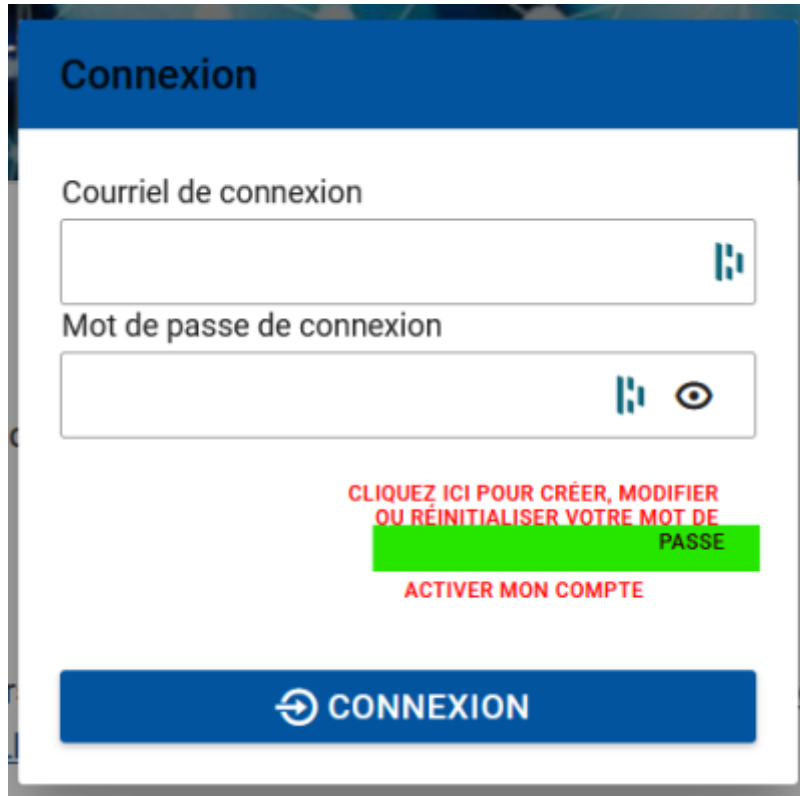 Connexion
Courriel de connexion
Mot de passe de connexion
CLIQUEZ ICI POUR CRÉER, MODIFIER
OU RÉINITIALISER VOTRE MOT DE
PASSE
ACTIVER MON COMPTE
CONNEXION